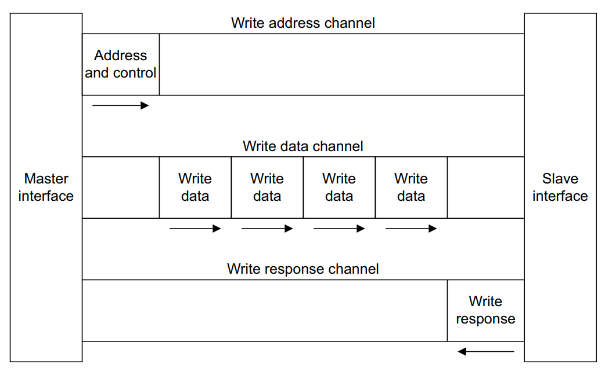 Write address channel
Address
and control
Write data channel
Master
interface
Write
data
Write
data
Write
data
Write
data
Slave
interface
Write response channel
Write
response